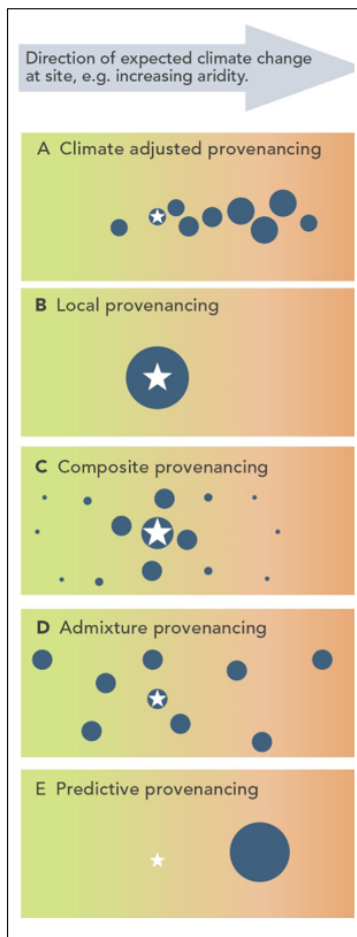 Direction of expected climate change
at site, e.g. increasing aridity.
A Climate adjusted provenancing
B Local provenancing
C Composite provenancing
D Admixture provenancing
E Predictive provenancing